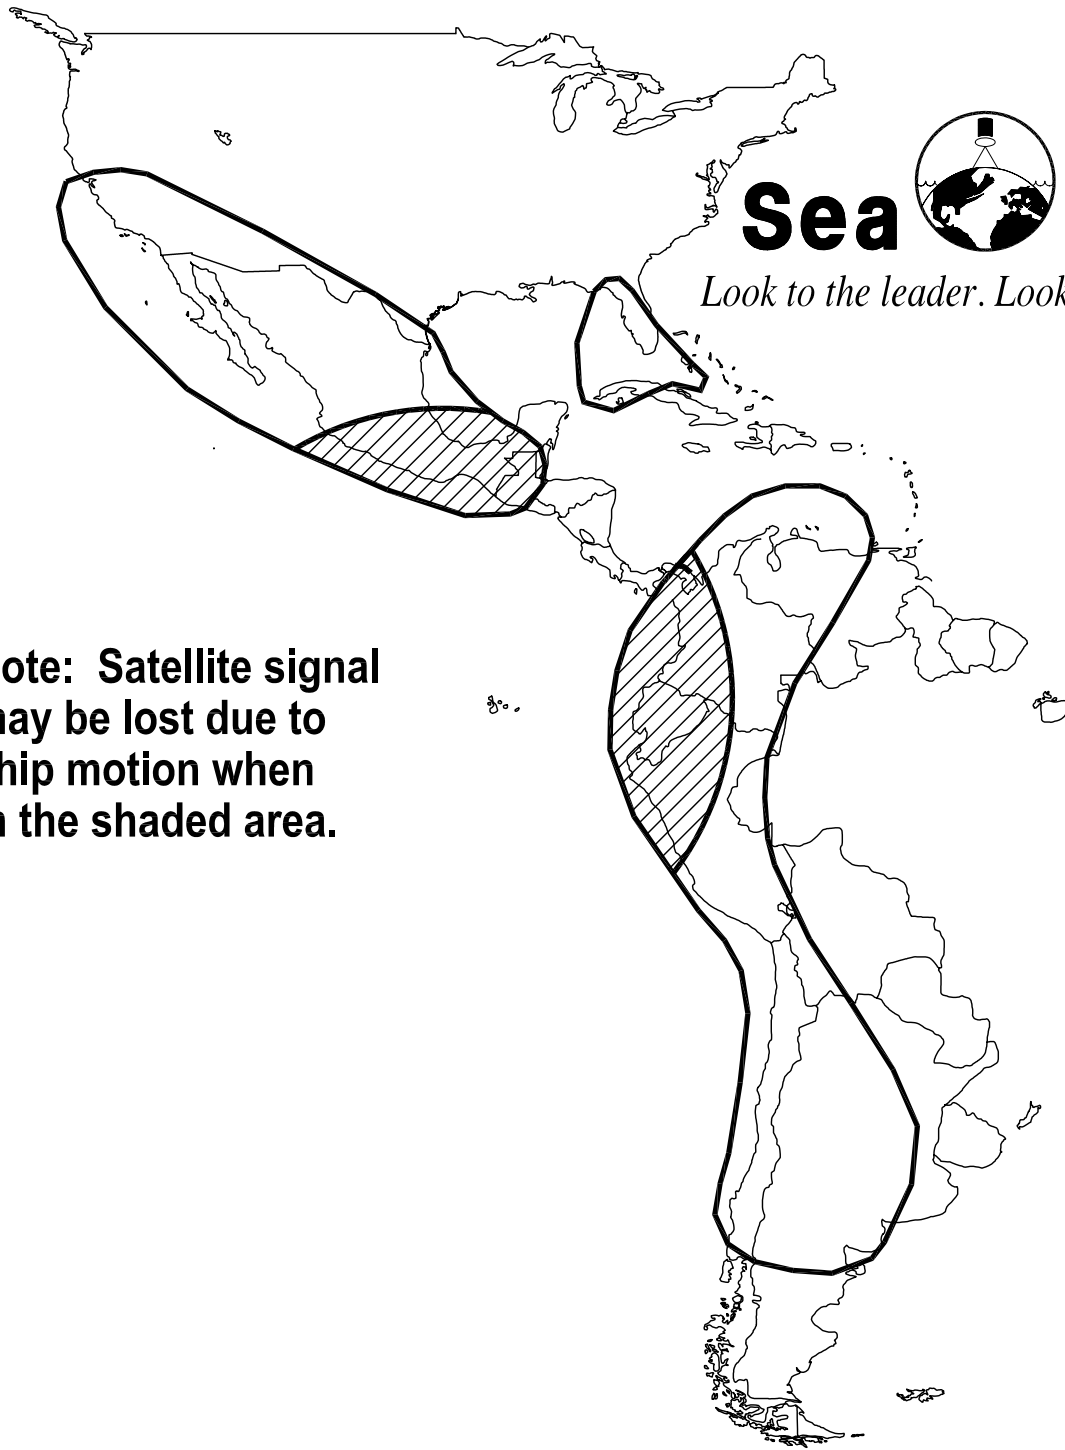 Sea
Look to the leader. Look
ote: Satellite signal
may be lost due to
hip motion when
n the shaded area.